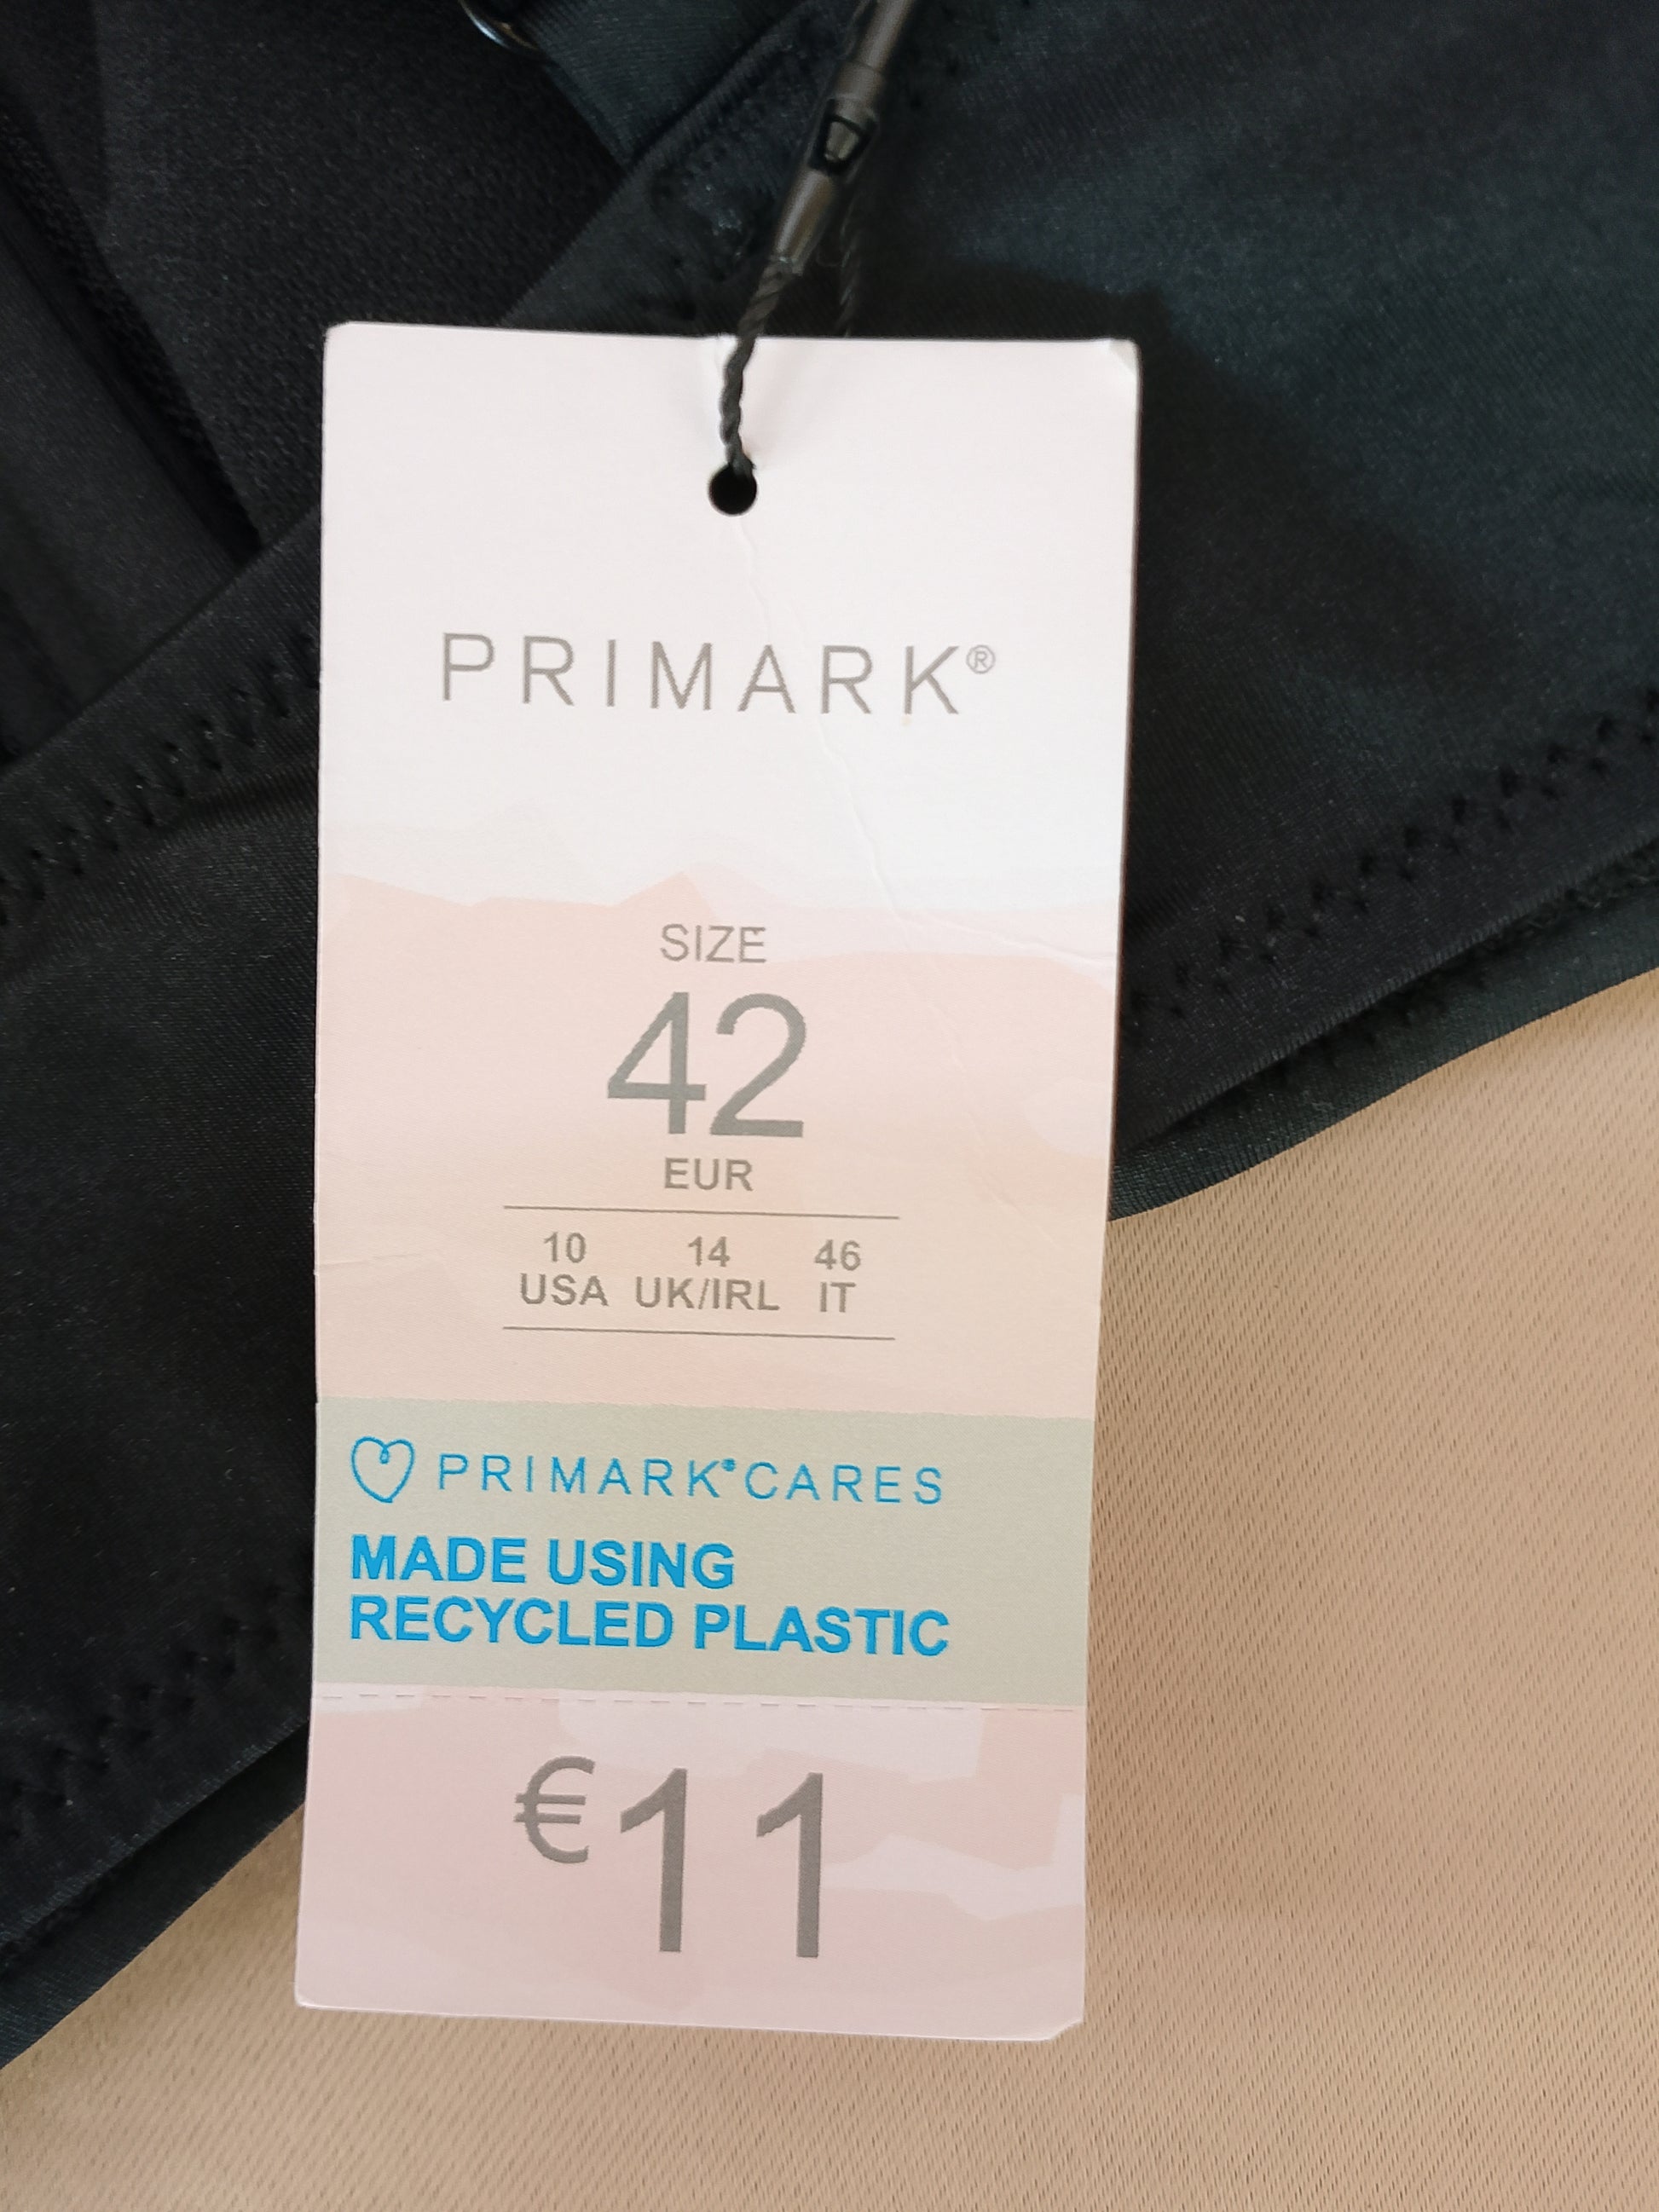 PRIMARK®
SIZE
42
EUR
10 14 46
USA UK/IRL IT
PRIMARK® CARES
MADE USING
RECYCLED PLASTIC
€11